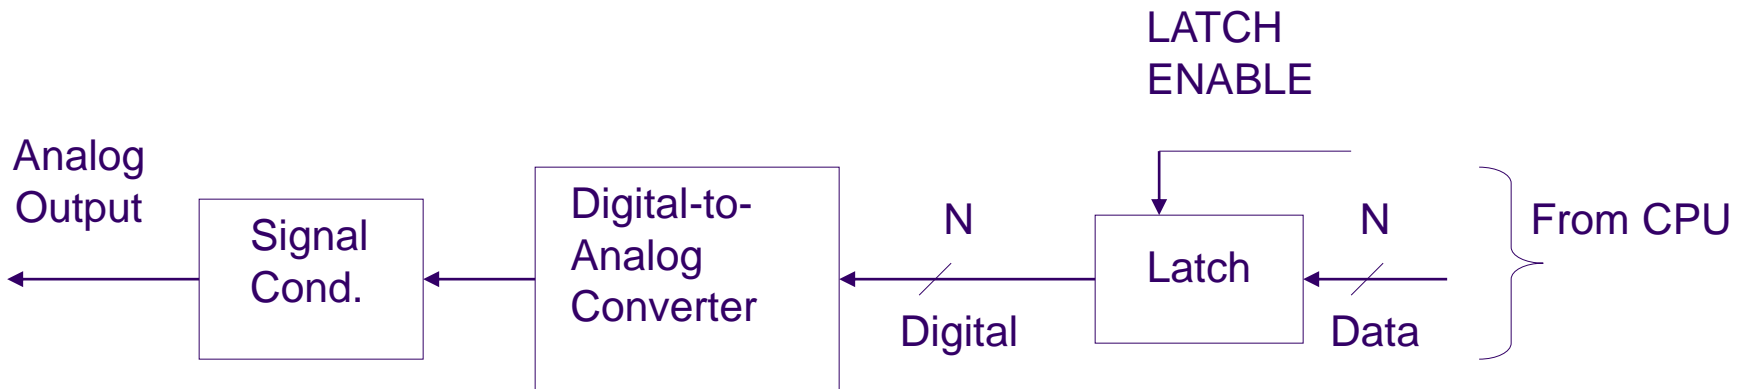 LATCH
ENABLE
Analog
Output
Signal
Cond.
Digital-to-
Analog
Converter
N
Digital
Latch
N
Data
From CPU